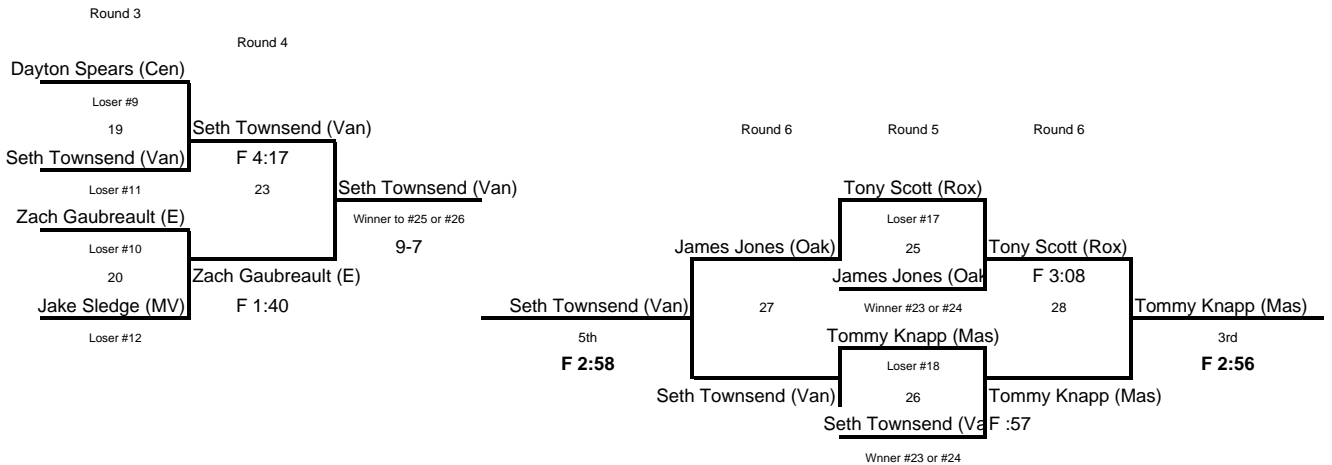 Round 3
Round 4
Dayton Spears (Cen)
Loser #9
19
Seth Townsend (Van)
Seth Townsend (Van)
F 4:17
Loser #11
23
Seth Townsend (Van)
Zach Gaubreault (E)
Winner to #25 or #26
Loser #10
9-7
20
Zach Gaubreault (E)
Jake Sledge (MV)
F 1:40
Loser #12
Round 6
Round 5
Round 6
Tony Scott (Rox)
Loser #17
James Jones (Oak)
25
Tony Scott (Rox)
James Jones (Oak
F 3:08
Seth Townsend (Van)
27
Winner #23 or #24
28
Tommy Knapp (Mas)
5th
Tommy Knapp (Mas)
3rd
F 2:58
Loser #18
F 2:56
Seth Townsend (Van)
26
Tommy Knapp (Mas)
Seth Townsend (Va
F :57
Wnner #23 or #24